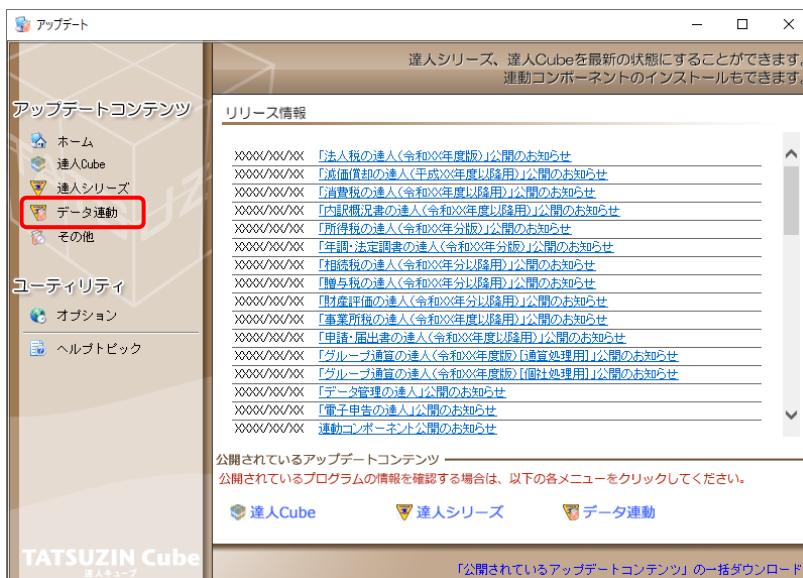 アップデート
達人シリーズ、達人Cubeを最新の状態にすることができます。
連動コンポーネントのインストールもできます。
アップデートコンテンツ
ホーム
達人Cube
達人シリーズ
データ連動
その他
ユーティリティ
オプション
ヘルプトピック
リリース情報
XXXX/XX/XX 「法人税の達人(令和XX年度版)」公開のお知らせ
XXXX/XX/XX 「減価償却の達人(平成XX年度以降用)」公開のお知らせ
XXXX/XX/XX 「消費税の達人(令和XX年度以降用)」公開のお知らせ
XXXX/XX/XX 「内訳概況書の達人(令和XX年度以降用)」公開のお知らせ
XXXX/XX/XX 「所得税の達人(令和XX年分版)」公開のお知らせ
XXXX/XX/XX 「年調・法定調書の達人(令和XX年分版)」公開のお知らせ
XXXX/XX/XX 「相続税の達人(令和XX年分以降用)」公開のお知らせ
XXXX/XX/XX 「贈与税の達人(令和XX年分以降用)」公開のお知らせ
XXXX/XX/XX 「財産評価の達人(令和XX年分以降用)」公開のお知らせ
XXXX/XX/XX 「事業所税の達人(令和XX年度以降用)」公開のお知らせ
XXXX/XX/XX 「申請・届出書の達人(令和XX年度以降用)」公開のお知らせ
XXXX/XX/XX 「グループ通算の達人(令和XX年度版)[通算処理用]」公開のお知らせ
XXXX/XX/XX 「グループ通算の達人(令和XX年度版)[個社処理用]」公開のお知らせ
XXXX/XX/XX 「データ管理の達人」公開のお知らせ
XXXX/XX/XX 「電子申告の達人」公開のお知らせ
XXXX/XX/XX 連動コンポーネント公開のお知らせ
公開されているアップデートコンテンツ
公開されているプログラムの情報を確認する場合は、以下の各メニューをクリックしてください。
達人Cube 達人シリーズ データ連動
TATSUZIN Cube
達人キューブ
「公開されているアップデートコンテンツ」の一括ダウンロード